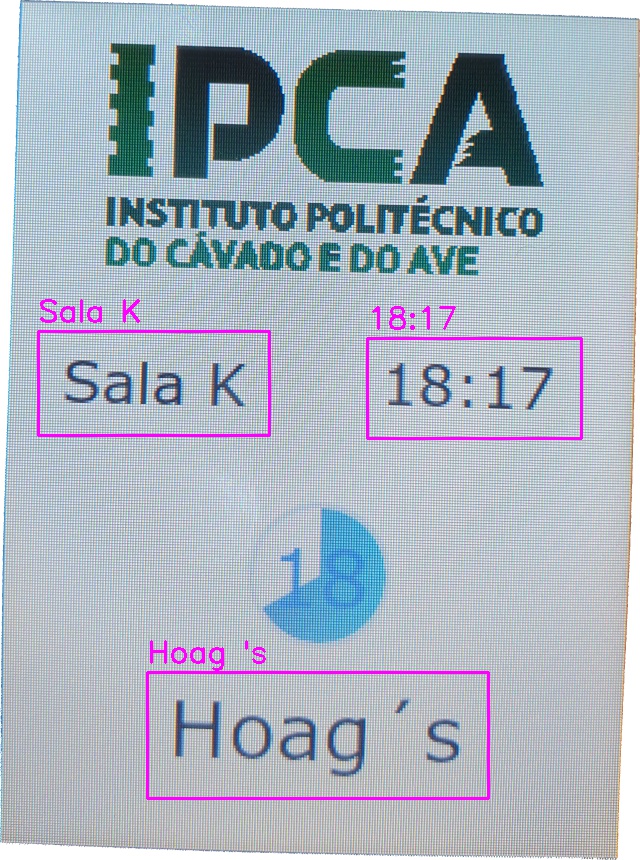 IPCA
INSTITUTO POLITÉCNICO
DO CÁVADO E DO AVE
Sala K 18:17
Sala K 18:17
18
Hoag 's
Hoag ´s